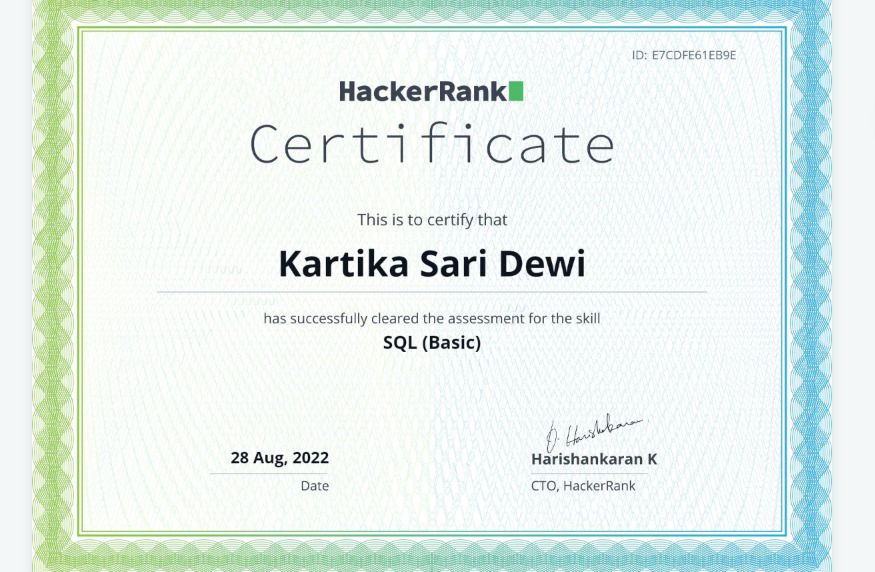 ID: E7CDFE61EB9E
HackerRank
Certificate
This is to certify that
Kartika Sari Dewi
has successfully cleared the assessment for the skill
SQL (Basic)
28 Aug, 2022
Date
Harishankaran K
CTO, HackerRank